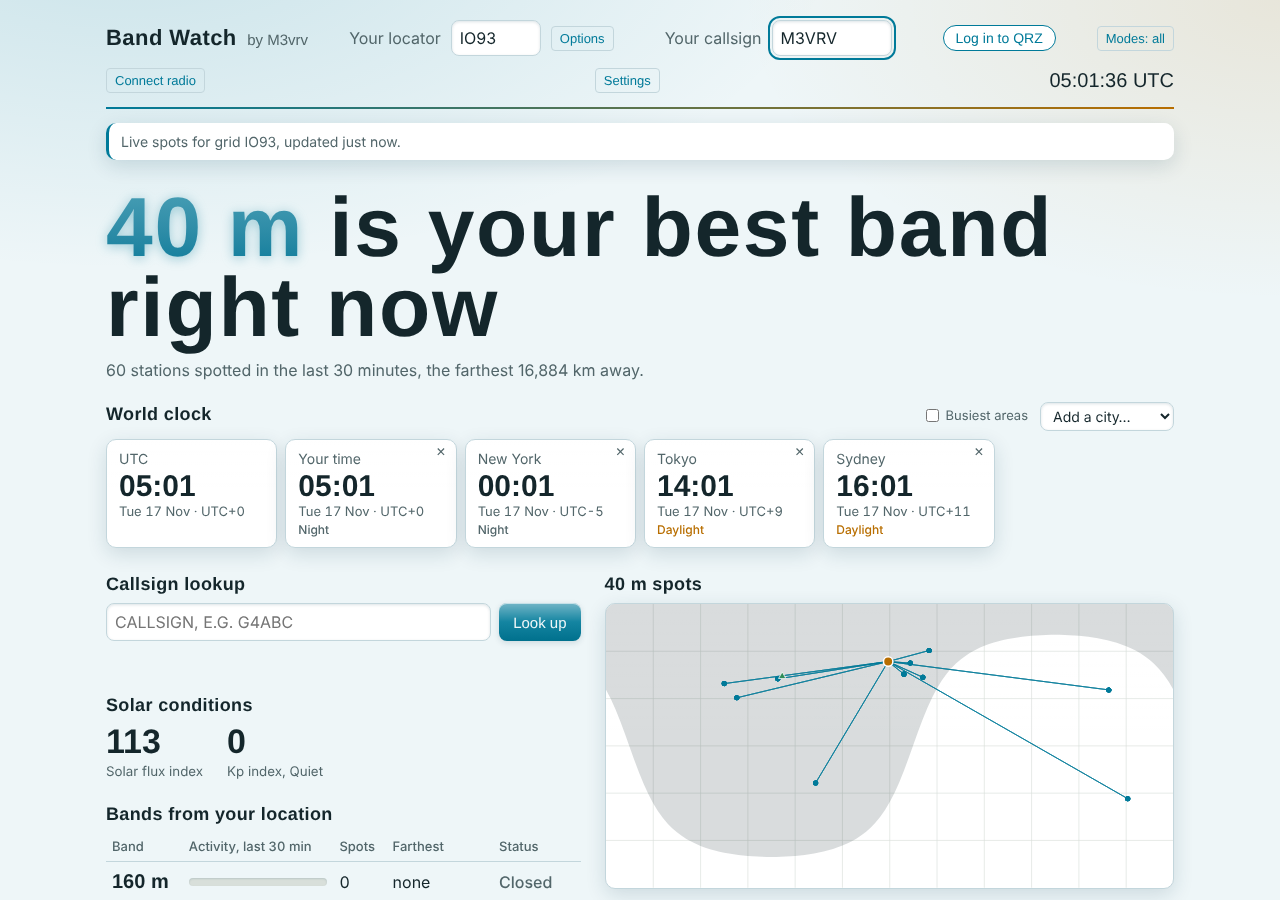 Band Watch by M3vrv Your locator IO93 Options Your callsign M3VRV Log in to QRZ Modes: all
Connect radio Settings 05:01:36 UTC
Live spots for grid IO93, updated just now.
40 m is your best band
right now
60 stations spotted in the last 30 minutes, the farthest 16,884 km away.
World clock Busiest areas Add a city...
UTC
05:01
Tue 17 Nov · UTC+0
Your time ×
05:01
Tue 17 Nov · UTC+0
Night
New York ×
00:01
Tue 17 Nov · UTC-5
Night
Tokyo ×
14:01
Tue 17 Nov · UTC+9
Daylight
Sydney ×
16:01
Tue 17 Nov · UTC+11
Daylight
Callsign lookup
CALLSIGN, E.G. G4ABC Look up
Solar conditions
113 0
Solar flux index Kp index, Quiet
Bands from your location
Band Activity, last 30 min Spots Farthest Status
160 m 0 none Closed
40 m spots